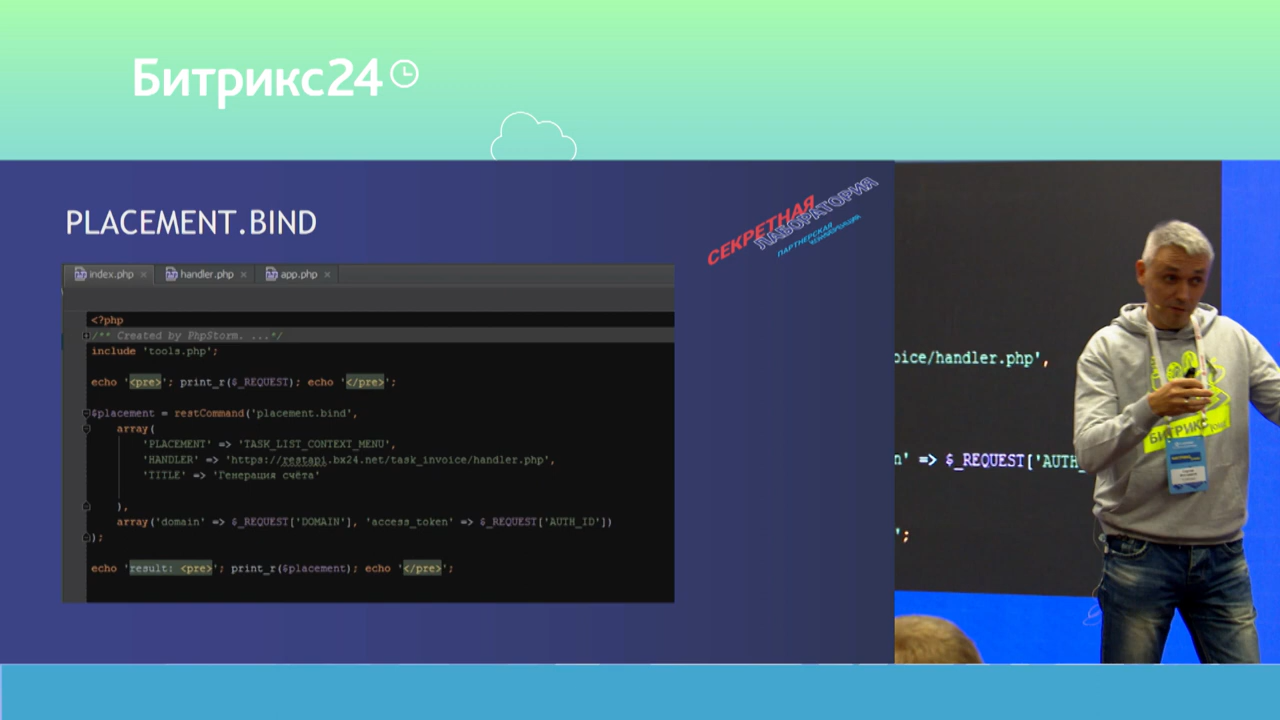 Битрикс24
PLACEMENT.BIND
СЕКРЕТНАЯ
ЛАБОРАТОРИЯ
ПАРТНЕРСКАЯ
index.php × handler.php × app.php ×
<?php
/** Created by PhpStorm. ...*/
include 'tools.php';
echo '<pre>'; print_r($_REQUEST); echo '</pre>';
$placement = restCommand('placement.bind',
array(
'PLACEMENT' => 'TASK_LIST_CONTEXT_MENU',
'HANDLER' => 'https://restapi.bx24.net/task_invoice/handler.php',
'TITLE' => 'Генерация счёта'
),
array('domain' => $_REQUEST['DOMAIN'], 'access_token' => $_REQUEST['AUTH_ID'])
);
echo 'result: <pre>'; print_r($placement); echo '</pre>';
oice/handler.php',
n' => $_REQUEST['AUTH
';
БИТРИКС